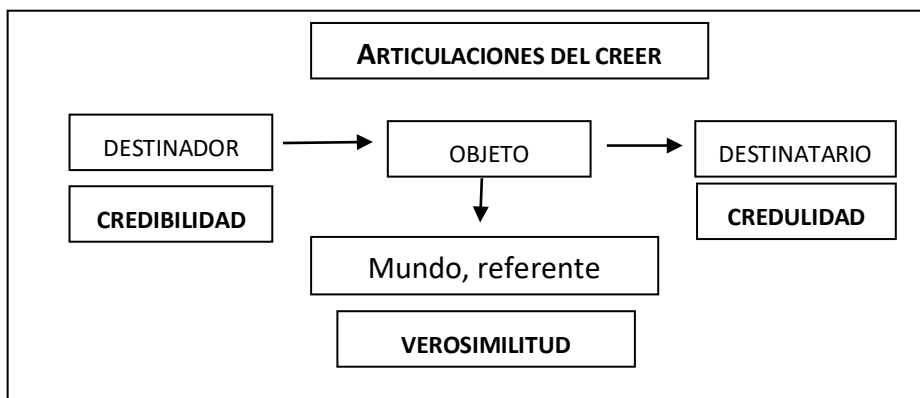 ARTICULACIONES DEL CREER
DESTINADOR
OBJETO
DESTINATARIO
CREDIBILIDAD
CREDULIDAD
Mundo, referente
VEROSIMILITUD